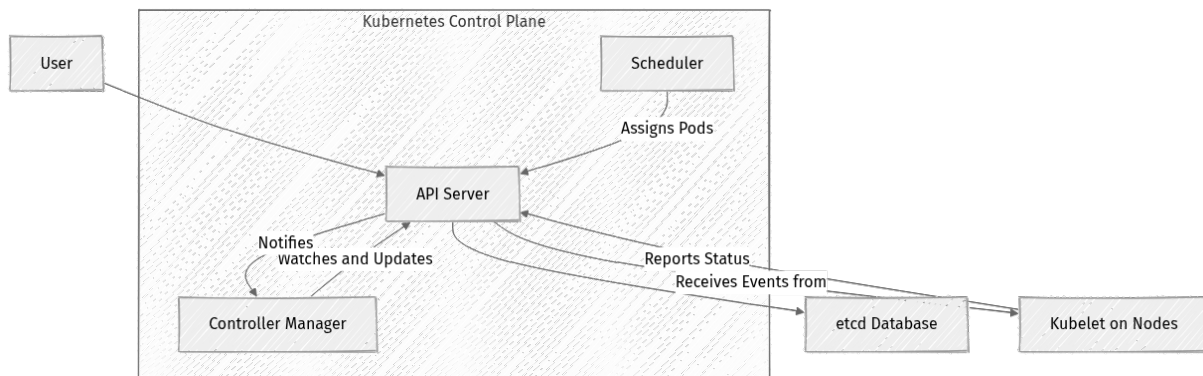 Kubernetes Control Plane
User
Scheduler
Assigns Pods
API Server
Notifies
Watches and Updates
Reports Status
Receives Events from
Controller Manager
etcd Database
Kubelet on Nodes